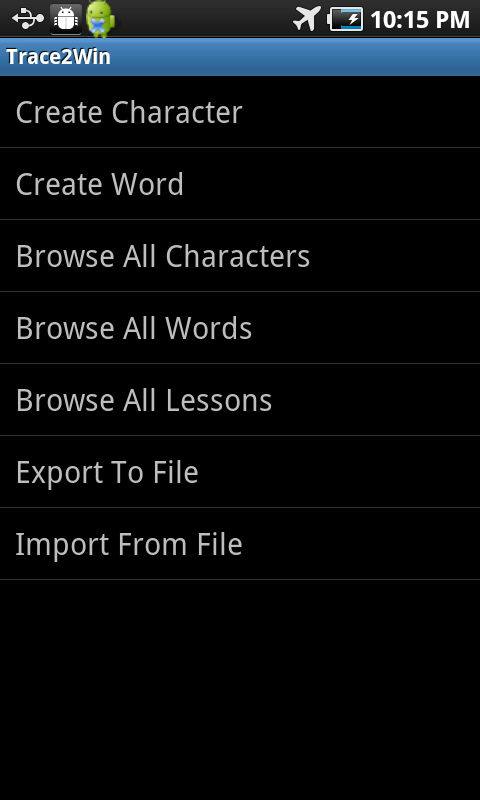 10:15 PM
Trace2Win
Create Character
Create Word
Browse All Characters
Browse All Words
Browse All Lessons
Export To File
Import From File